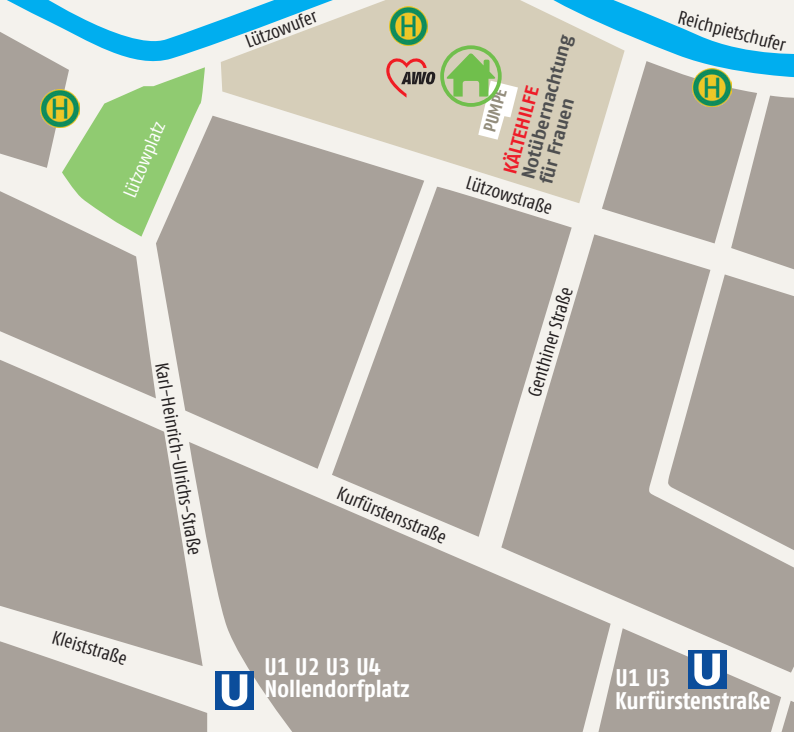 Lützowufer
H
Reichpietschufer
AWO
PUMPE
KÄLTEHILFE
Notübernachtung
für Frauen
H
H
Lützowplatz
Lützowstraße
Genthiner Straße
Karl-Heinrich-Ulrichs-Straße
Kurfürstensstraße
Kleiststraße
U
U1 U2 U3 U4
Nollendorfplatz
U1 U3
U
Kurfürstenstraße